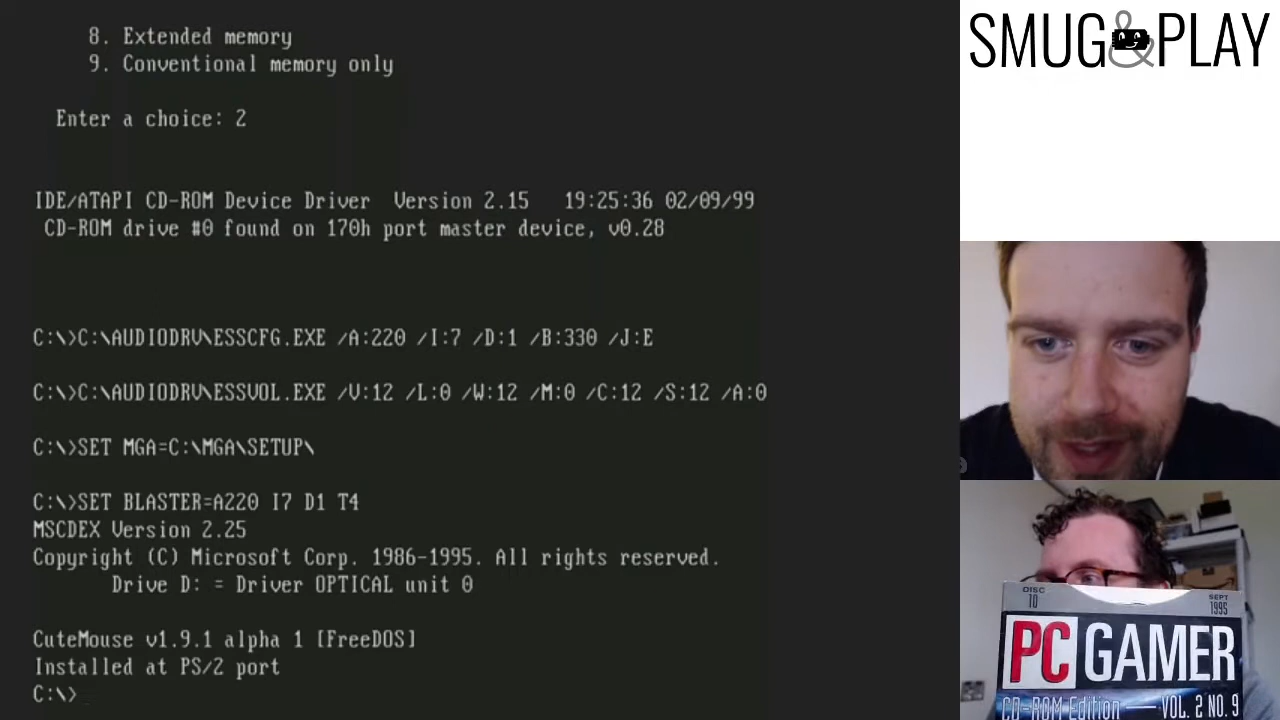 8. Extended memory
9. Conventional memory only
Enter a choice: 2
IDE/ATAPI CD-ROM Device Driver  Version 2.15   19:25:36 02/09/99
CD-ROM drive #0 found on 170h port master device, v0.28
C:\>C:\AUDIODRV\ESSCFG.EXE /A:220 /I:7 /D:1 /B:330 /J:E
C:\>C:\AUDIODRV\ESSVOL.EXE /V:12 /L:0 /W:12 /M:0 /C:12 /S:12 /A:0
C:\>SET MGA=C:\MGA\SETUP\
C:\>SET BLASTER=A220 I7 D1 T4
MSCDEX Version 2.25
Copyright (C) Microsoft Corp. 1986-1995. All rights reserved.
Drive D: = Driver OPTICAL unit 0
CuteMouse v1.9.1 alpha 1 [FreeDOS]
Installed at PS/2 port
C:\>
SMUG&PLAY
DISC
10
SEPT
1995
PC GAMER
CD-ROM Edition — VOL. 2 NO. 9